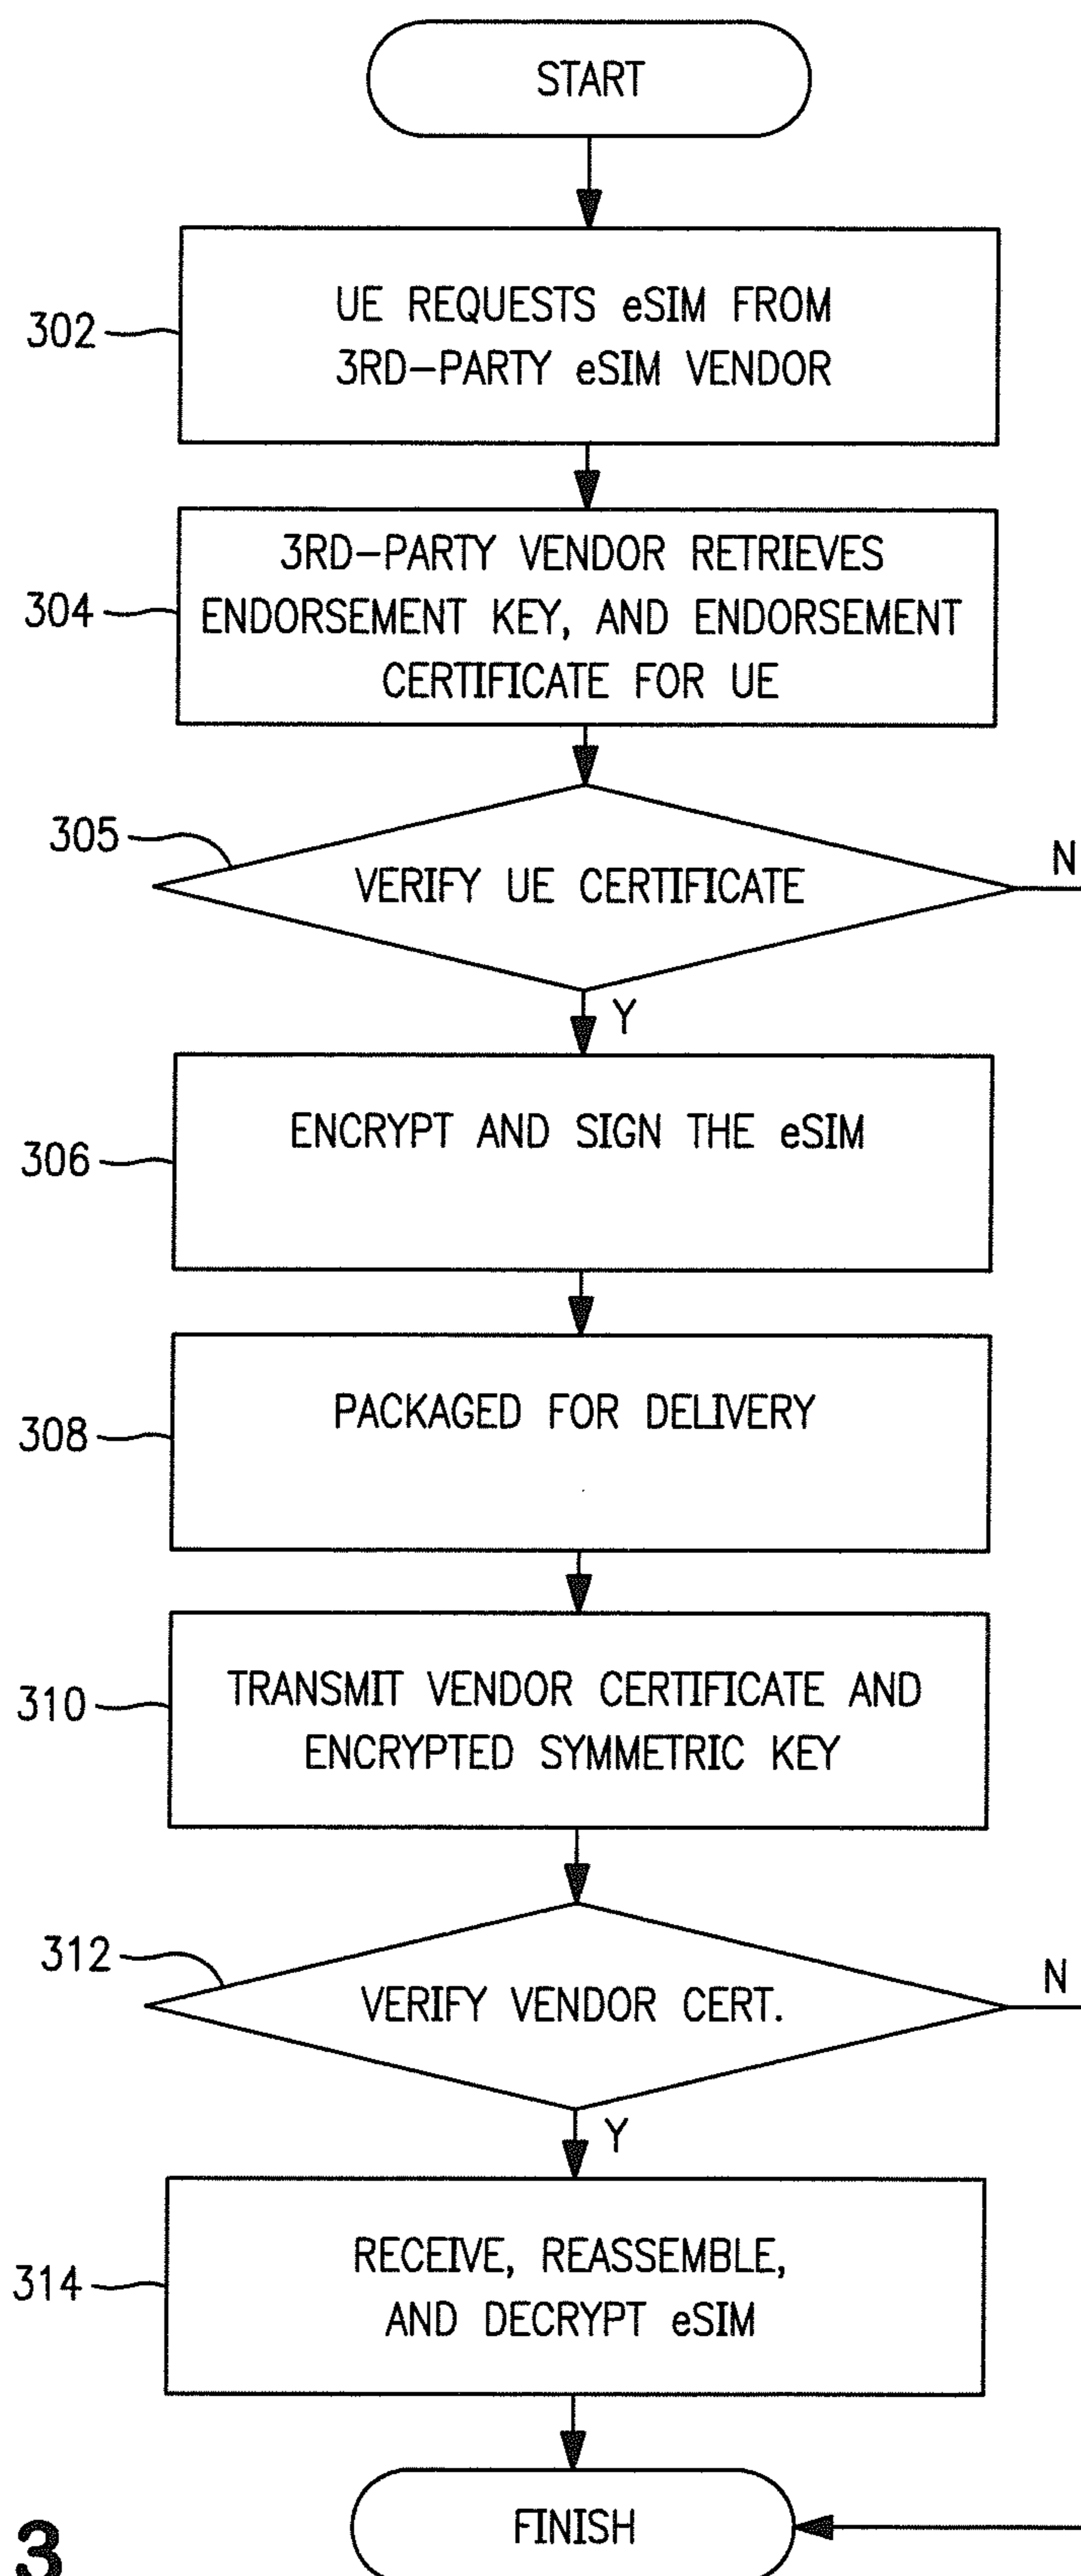 START
302
UE REQUESTS eSIM FROM
3RD-PARTY eSIM VENDOR
304
3RD-PARTY VENDOR RETRIEVES
ENDORSEMENT KEY, AND ENDORSEMENT
CERTIFICATE FOR UE
305
VERIFY UE CERTIFICATE
N
Y
306
ENCRYPT AND SIGN THE eSIM
308
PACKAGED FOR DELIVERY
310
TRANSMIT VENDOR CERTIFICATE AND
ENCRYPTED SYMMETRIC KEY
312
VERIFY VENDOR CERT.
N
Y
314
RECEIVE, REASSEMBLE,
AND DECRYPT eSIM
FINISH
3